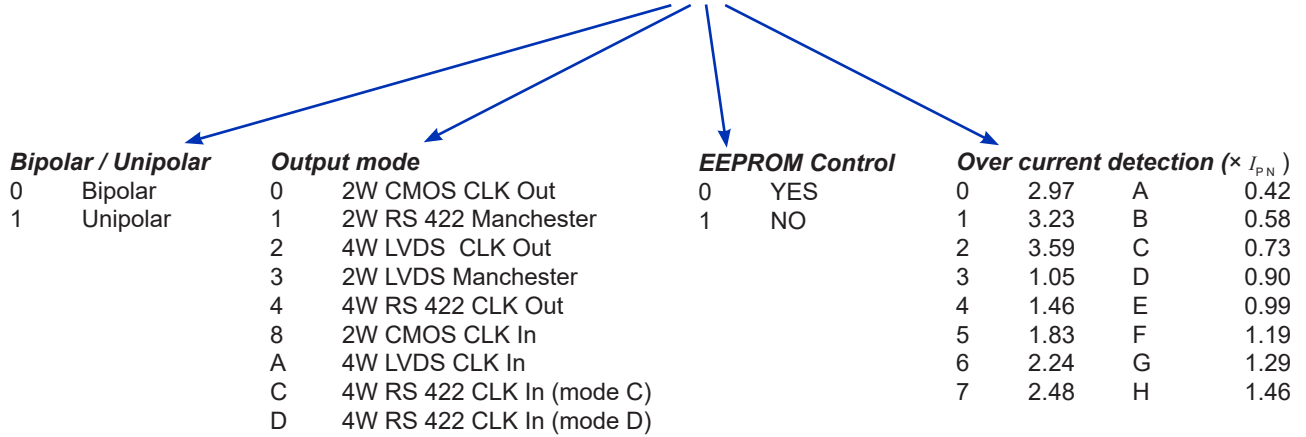 Bipolar / Unipolar
0 Bipolar
1 Unipolar
Output mode
0 2W CMOS CLK Out
1 2W RS 422 Manchester
2 4W LVDS CLK Out
3 2W LVDS Manchester
4 4W RS 422 CLK Out
8 2W CMOS CLK In
A 4W LVDS CLK In
C 4W RS 422 CLK In (mode C)
D 4W RS 422 CLK In (mode D)
EEPROM Control
0 YES
1 NO
Over current detection (× I_PN)
0 2.97 A 0.42
1 3.23 B 0.58
2 3.59 C 0.73
3 1.05 D 0.90
4 1.46 E 0.99
5 1.83 F 1.19
6 2.24 G 1.29
7 2.48 H 1.46